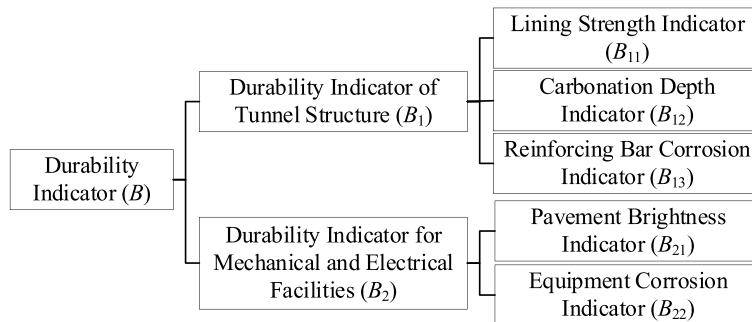 Durability
Indicator (B)
Durability Indicator of
Tunnel Structure (B₁)
Lining Strength Indicator
(B₁₁)
Carbonation Depth
Indicator (B₁₂)
Reinforcing Bar Corrosion
Indicator (B₁₃)
Durability Indicator for
Mechanical and Electrical
Facilities (B₂)
Pavement Brightness
Indicator (B₂₁)
Equipment Corrosion
Indicator (B₂₂)